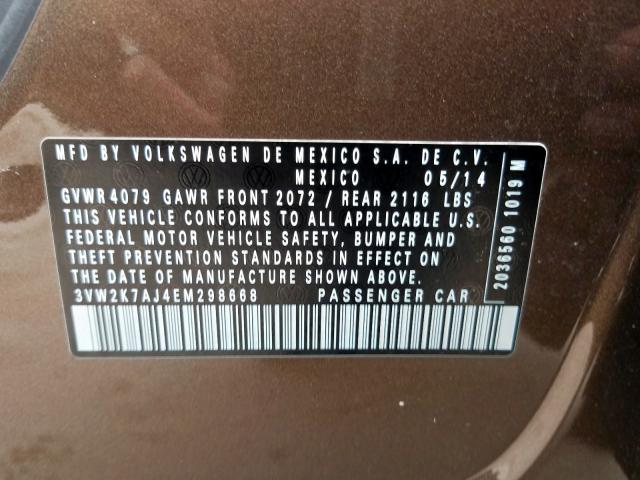 MFD BY VOLKSWAGEN DE MEXICO S.A. DE C.V.
MEXICO 05/14
GVWR 4079 GAWR FRONT 2072 / REAR 2116 LBS
THIS VEHICLE CONFORMS TO ALL APPLICABLE U.S.
FEDERAL MOTOR VEHICLE SAFETY, BUMPER AND
THEFT PREVENTION STANDARDS IN EFFECT ON
THE DATE OF MANUFACTURE SHOWN ABOVE.
3VW2K7AJ4EM298668 PASSENGER CAR
2036560 1019 M